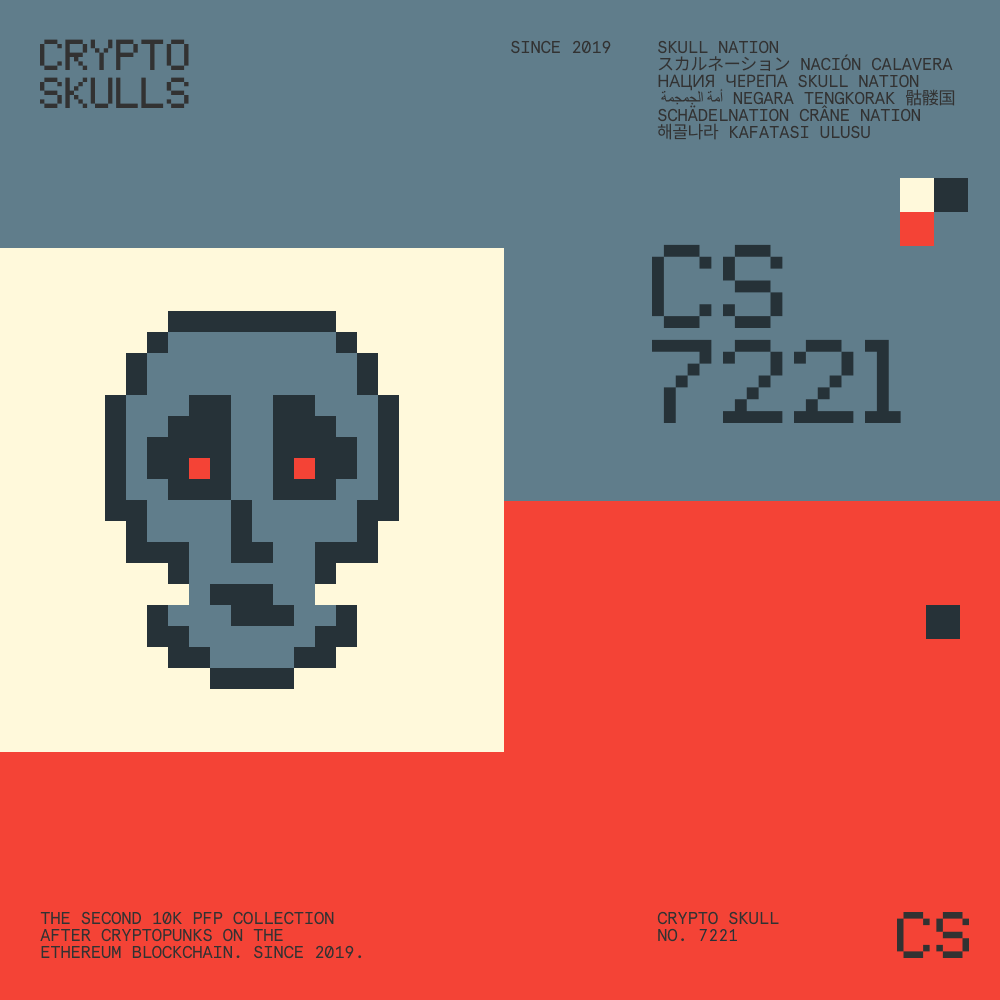 CRYPTO
SKULLS
SINCE 2019
SKULL NATION
スカルネーション NACIÓN CALAVERA
НАЦИЯ ЧЕРЕПА SKULL NATION
أمة الجمجمة NEGARA TENGKORAK 骷髅国
SCHÄDELNATION CRÂNE NATION
해골나라 KAFATASI ULUSU
CS
7221
THE SECOND 10K PFP COLLECTION
AFTER CRYPTOPUNKS ON THE
ETHEREUM BLOCKCHAIN. SINCE 2019.
CRYPTO SKULL
NO. 7221
CS